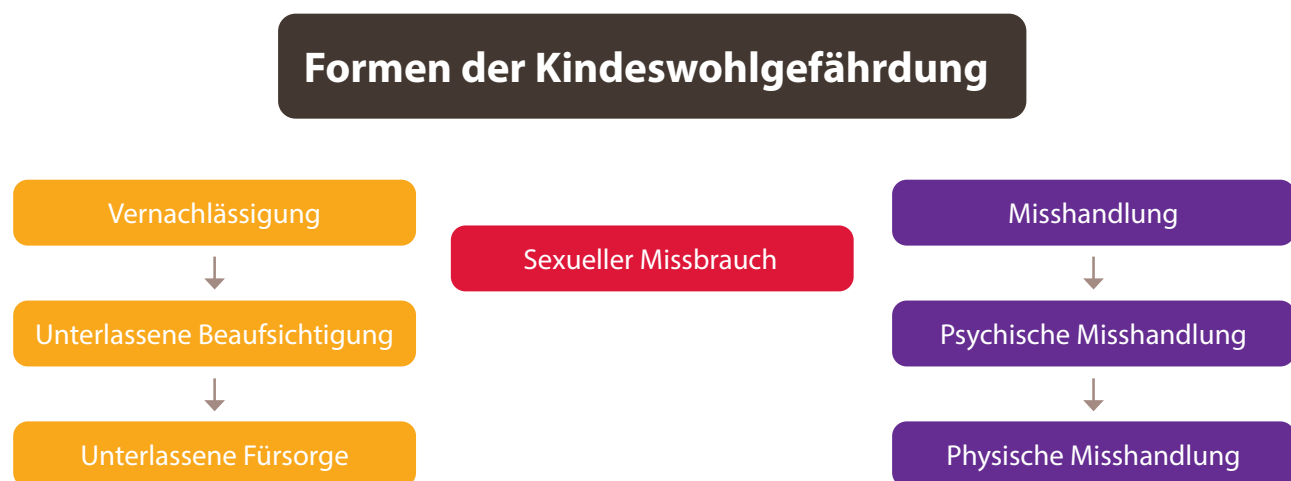 Formen der Kindeswohlgefährdung
Vernachlässigung
Unterlassene Beaufsichtigung
Unterlassene Fürsorge
Sexueller Missbrauch
Misshandlung
Psychische Misshandlung
Physische Misshandlung